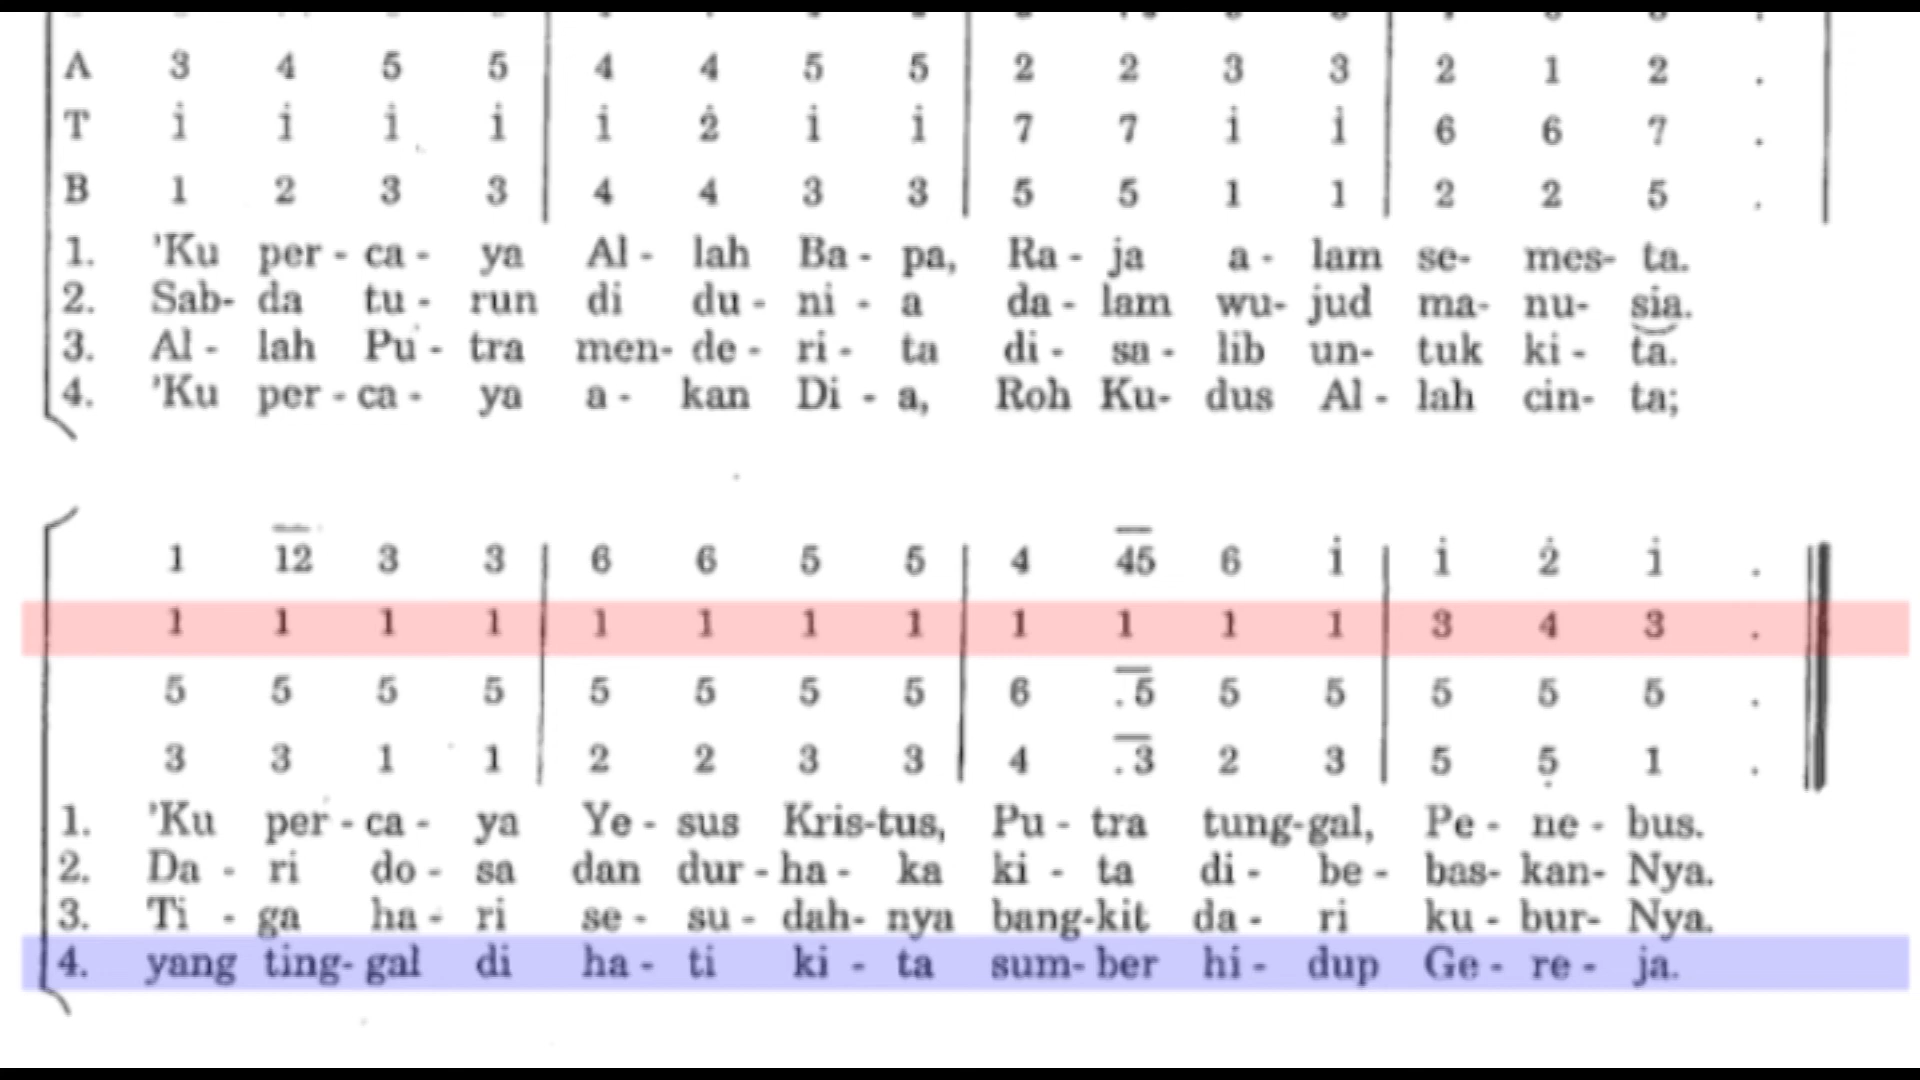 A 3 4 5 5 | 4 4 5 5 | 2 2 3 3 | 2 1 2 . |
T i i i i | i 2̇ i i | 7 7 i i | 6 6 7 . |
B 1 2 3 3 | 4 4 3 3 | 5 5 1 1 | 2 2 5 . |
1. 'Ku per - ca - ya Al - lah Ba - pa, Ra - ja a - lam se- mes- ta.
2. Sab- da tu - run di du - ni - a da - lam wu- jud ma- nu- sia.
3. Al - lah Pu - tra men- de - ri - ta di - sa - lib un- tuk ki - ta.
4. 'Ku per - ca - ya a - kan Di - a, Roh Ku- dus Al - lah cin- ta;
1 1̅2̅ 3 3 | 6 6 5 5 | 4 4̅5̅ 6 i | i 2̇ i . ||
1 1 1 1 | 1 1 1 1 | 1 1 1 1 | 3 4 3 . ||
5 5 5 5 | 5 5 5 5 | 6 .̅5̅ 5 5 | 5 5 5 . ||
3 3 1 1 | 2 2 3 3 | 4 .̅3̅ 2 3 | 5 5̣ 1 . ||
1. 'Ku per - ca - ya Ye - sus Kris-tus, Pu - tra tung-gal, Pe - ne - bus.
2. Da - ri do - sa dan dur - ha - ka ki - ta di - be - bas- kan- Nya.
3. Ti - ga ha - ri se - su - dah- nya bang-kit da - ri ku - bur- Nya.
4. yang ting- gal di ha - ti ki - ta sum- ber hi - dup Ge - re - ja.